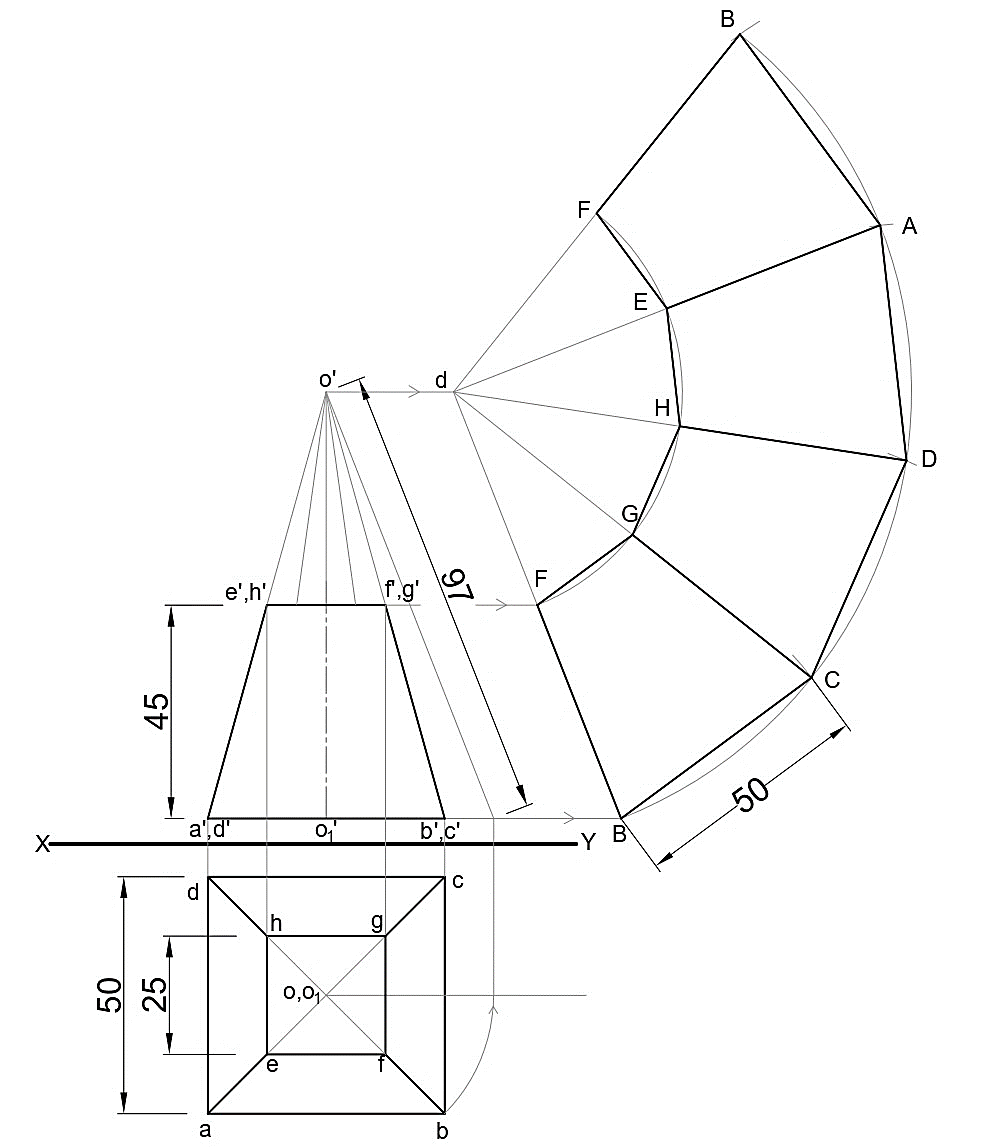 B
F
A
E
o'
d
H
D
G
97
F
e',h'
f',g'
C
45
50
a',d'
o₁'
b',c'
B
X
Y
d
c
h
g
50
25
o,o₁
e
f
a
b